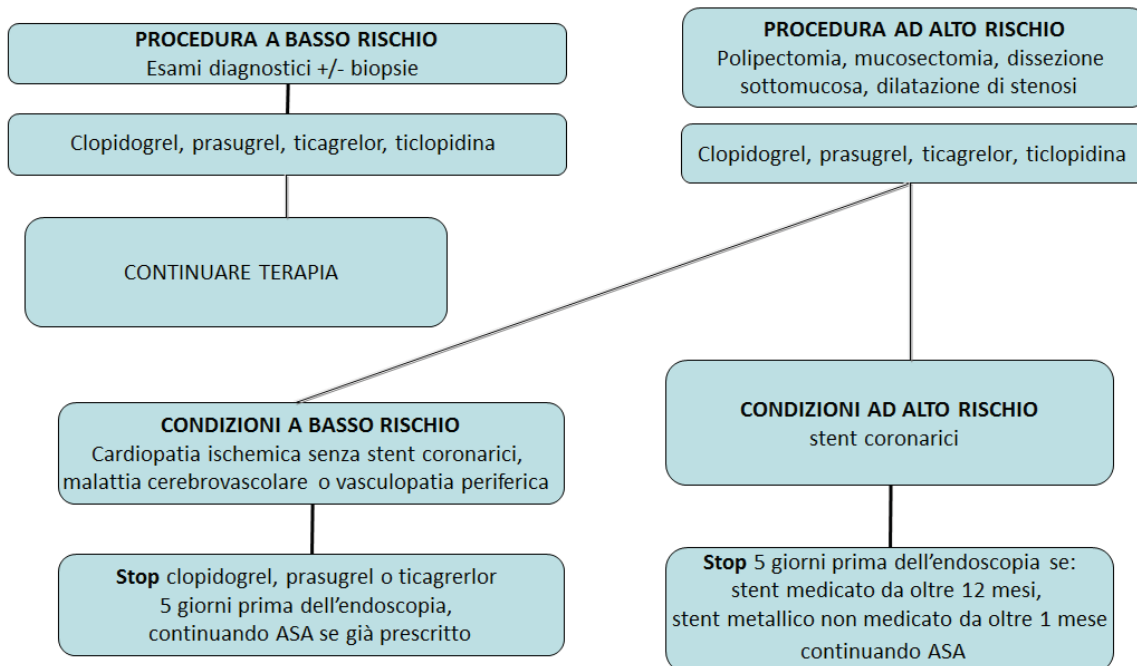 PROCEDURA A BASSO RISCHIO
Esami diagnostici +/- biopsie
Clopidogrel, prasugrel, ticagrelor, ticlopidina
CONTINUARE TERAPIA
PROCEDURA AD ALTO RISCHIO
Polipectomia, mucosectomia, dissezione
sottomucosa, dilatazione di stenosi
Clopidogrel, prasugrel, ticagrelor, ticlopidina
CONDIZIONI A BASSO RISCHIO
Cardiopatia ischemica senza stent coronarici,
malattia cerebrovascolare o vasculopatia periferica
Stop clopidogrel, prasugrel o ticagrerlor
5 giorni prima dell'endoscopia,
continuando ASA se già prescritto
CONDIZIONI AD ALTO RISCHIO
stent coronarici
Stop 5 giorni prima dell'endoscopia se:
stent medicato da oltre 12 mesi,
stent metallico non medicato da oltre 1 mese
continuando ASA